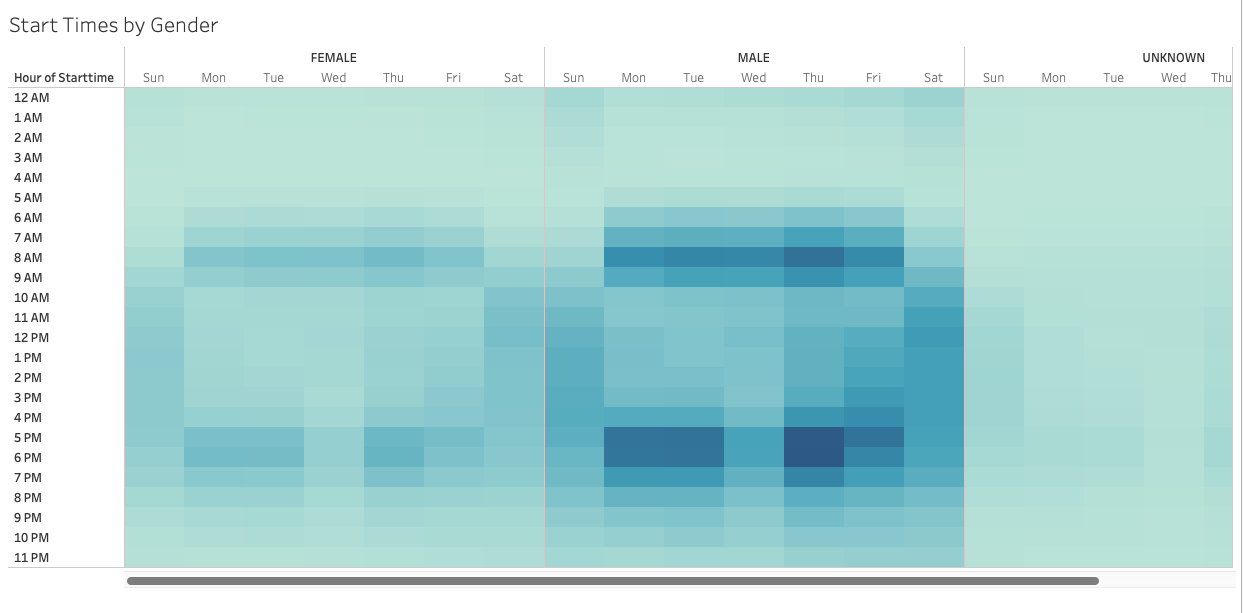 Start Times by Gender
FEMALE MALE UNKNOWN
Hour of Starttime Sun Mon Tue Wed Thu Fri Sat Sun Mon Tue Wed Thu Fri Sat Sun Mon Tue Wed Thu
12 AM
1 AM
2 AM
3 AM
4 AM
5 AM
6 AM
7 AM
8 AM
9 AM
10 AM
11 AM
12 PM
1 PM
2 PM
3 PM
4 PM
5 PM
6 PM
7 PM
8 PM
9 PM
10 PM
11 PM